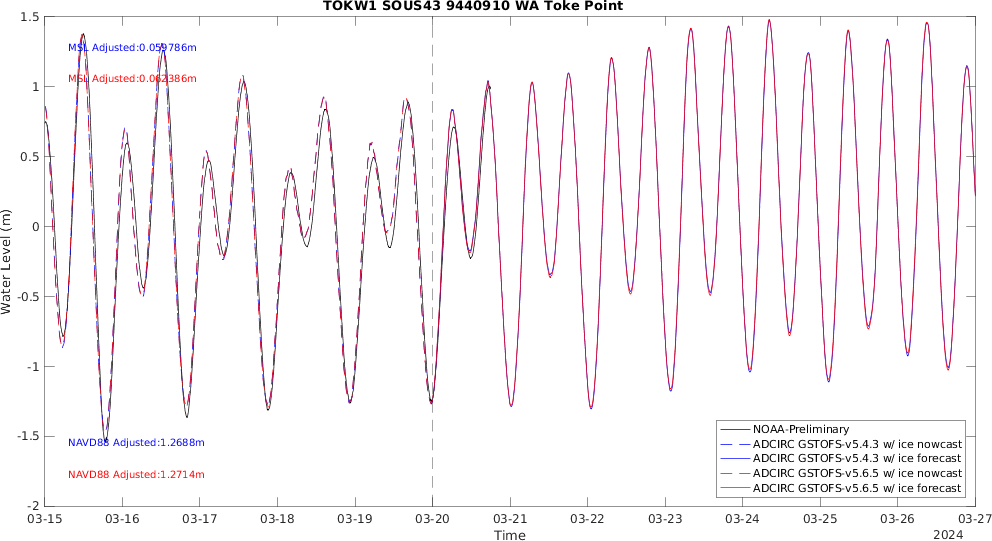 TOKW1 SOUS43 9440910 WA Toke Point
1.5
1
0.5
0
-0.5
-1
-1.5
-2
Water Level (m)
MSL Adjusted:0.059786m
MSL Adjusted:0.062386m
NAVD88 Adjusted:1.2688m
NAVD88 Adjusted:1.2714m
NOAA-Preliminary
ADCIRC GSTOFS-v5.4.3 w/ ice nowcast
ADCIRC GSTOFS-v5.4.3 w/ ice forecast
ADCIRC GSTOFS-v5.6.5 w/ ice nowcast
ADCIRC GSTOFS-v5.6.5 w/ ice forecast
03-15 03-16 03-17 03-18 03-19 03-20 03-21 03-22 03-23 03-24 03-25 03-26 03-27
Time
2024